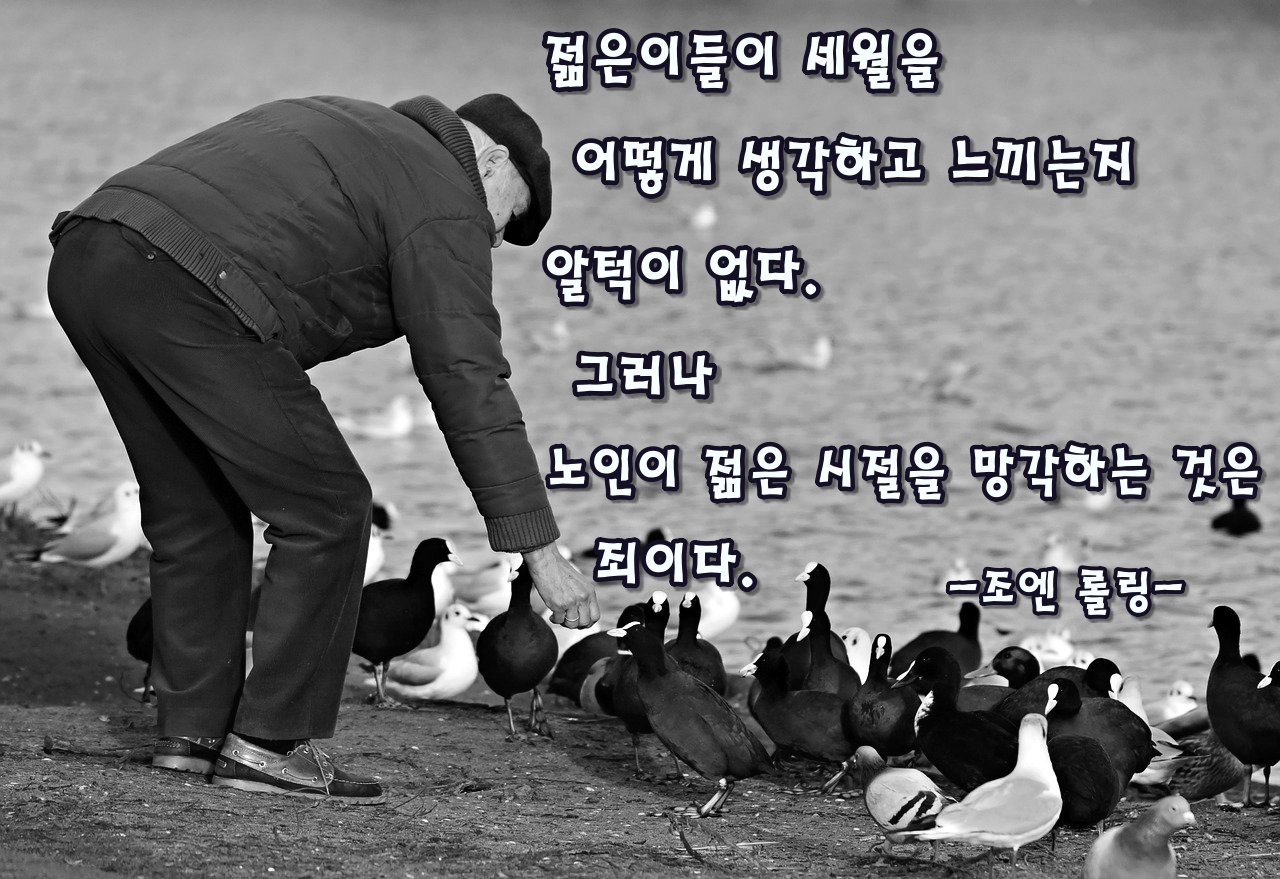 젊은이들이 세월을
어떻게 생각하고 느끼는지
알턱이 없다.
그러나
노인이 젊은 시절을 망각하는 것은
죄이다.
-조엔 롤링-